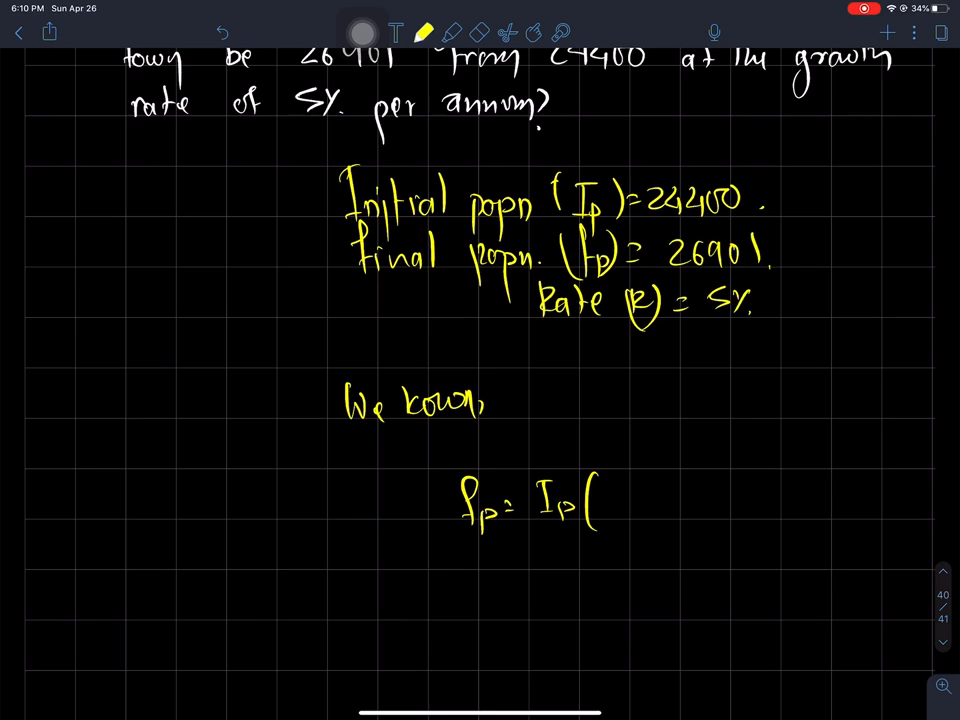 6:10 PM Sun Apr 26
34%
town be 26901 from 24400 at the growth
rate of 5% per annum?
Initial popn (Ip) = 24400.
Final popn. (fp) = 26901.
Rate (R) = 5%.
We kown,
fp = Ip (
40
/
41